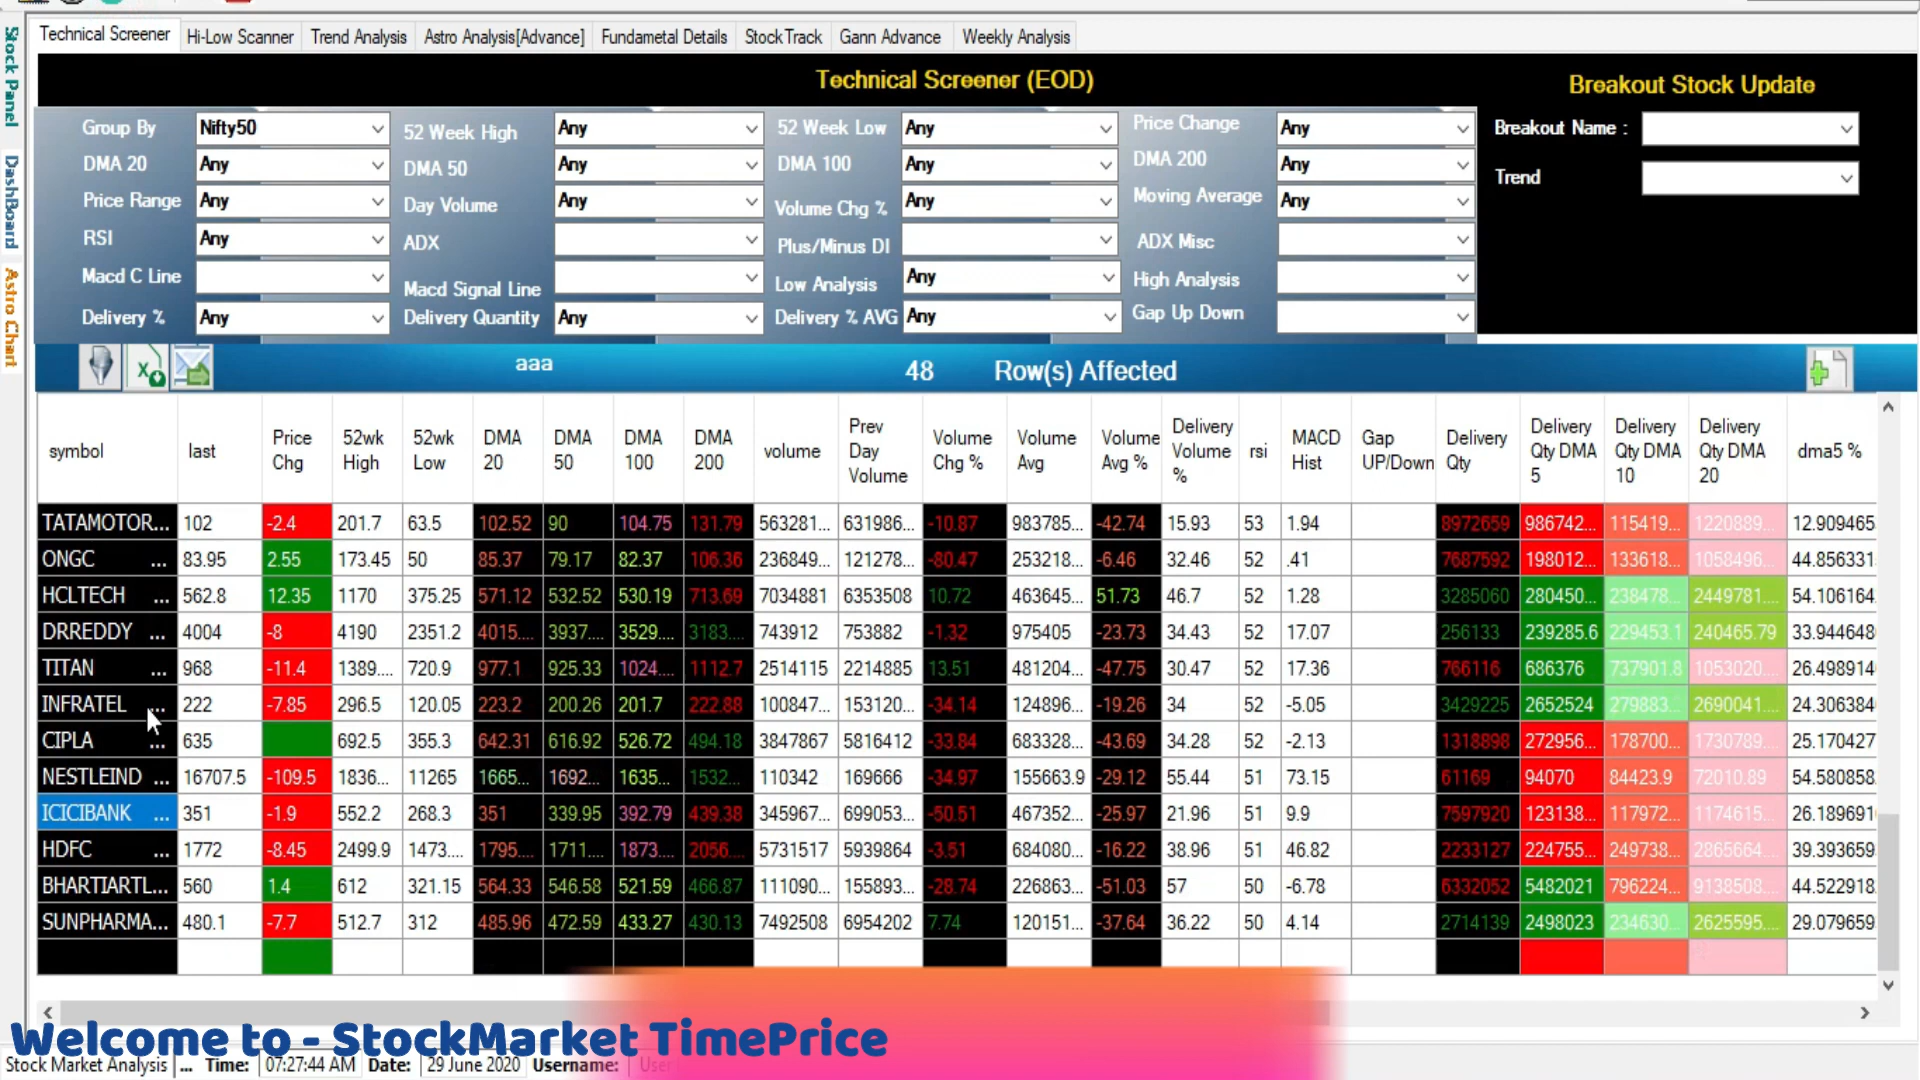 Stock Panel
DashBoard
Astro Chart
Technical Screener Hi-Low Scanner Trend Analysis Astro Analysis[Advance] Fundametal Details StockTrack Gann Advance Weekly Analysis
Technical Screener (EOD)
Breakout Stock Update
Group By Nifty50 52 Week High Any 52 Week Low Any Price Change Any Breakout Name :
DMA 20 Any DMA 50 Any DMA 100 Any DMA 200 Any Trend
Price Range Any Day Volume Any Volume Chg % Any Moving Average Any
RSI Any ADX Plus/Minus DI ADX Misc
Macd C Line Macd Signal Line Low Analysis Any High Analysis
Delivery % Any Delivery Quantity Any Delivery % AVG Any Gap Up Down
aaa 48 Row(s) Affected
symbol last Price Chg 52wk High 52wk Low DMA 20 DMA 50 DMA 100 DMA 200 volume Prev Day Volume Volume Chg % Volume Avg Volume Avg % Delivery Volume % rsi MACD Hist Gap UP/Down Delivery Qty Delivery Qty DMA 5 Delivery Qty DMA 10 Delivery Qty DMA 20 dma5 %
TATAMOTOR... 102 -2.4 201.7 63.5 102.52 90 104.75 131.79 563281... 631986... -10.87 983785... -42.74 15.93 53 1.94 8972659 986742... 115419... 1220889... 12.909465
ONGC ... 83.95 2.55 173.45 50 85.37 79.17 82.37 106.36 236849... 121278... -80.47 253218... -6.46 32.46 52 .41 7687592 198012... 133618... 1058496... 44.856331
HCLTECH ... 562.8 12.35 1170 375.25 571.12 532.52 530.19 713.69 7034881 6353508 10.72 463645... 51.73 46.7 52 1.28 3285060 280450... 238478... 2449781... 54.106164
DRREDDY ... 4004 -8 4190 2351.2 4015.... 3937.... 3529.... 3183.... 743912 753882 -1.32 975405 -23.73 34.43 52 17.07 256133 239285.6 229453.1 240465.79 33.944648
TITAN ... 968 -11.4 1389.... 720.9 977.1 925.33 1024.... 1112.7 2514115 2214885 13.51 481204... -47.75 30.47 52 17.36 766116 686376 737901.8 1053020... 26.498914
INFRATEL ... 222 -7.85 296.5 120.05 223.2 200.26 201.7 222.88 100847... 153120... -34.14 124896... -19.26 34 52 -5.05 3429225 2652524 279883... 2690041... 24.306384
CIPLA ... 635 692.5 355.3 642.31 616.92 526.72 494.18 3847867 5816412 -33.84 683328... -43.69 34.28 52 -2.13 1318898 272956... 178700... 1730789... 25.170427
NESTLEIND ... 16707.5 -109.5 1836... 11265 1665... 1692... 1635... 1532... 110342 169666 -34.97 155663.9 -29.12 55.44 51 73.15 61169 94070 84423.9 72010.89 54.580858
ICICIBANK ... 351 -1.9 552.2 268.3 351 339.95 392.79 439.38 345967... 699053... -50.51 467352... -25.97 21.96 51 9.9 7597920 123138... 117972... 1174615... 26.189691
HDFC ... 1772 -8.45 2499.9 1473.... 1795.... 1711.... 1873.... 2056.... 5731517 5939864 -3.51 684080... -16.22 38.96 51 46.82 2233127 224755... 249738... 2865664... 39.393659
BHARTIARTL... 560 1.4 612 321.15 564.33 546.58 521.59 466.87 111090... 155893... -28.74 226863... -51.03 57 50 -6.78 6332052 5482021 796224... 9138508... 44.522918
SUNPHARMA... 480.1 -7.7 512.7 312 485.96 472.59 433.27 430.13 7492508 6954202 7.74 120151... -37.64 36.22 50 4.14 2714139 2498023 234630... 2625595... 29.079659
Welcome to - StockMarket TimePrice
Stock Market Analysis ... Time: 07:27:44 AM Date: 29 June 2020 Username: User